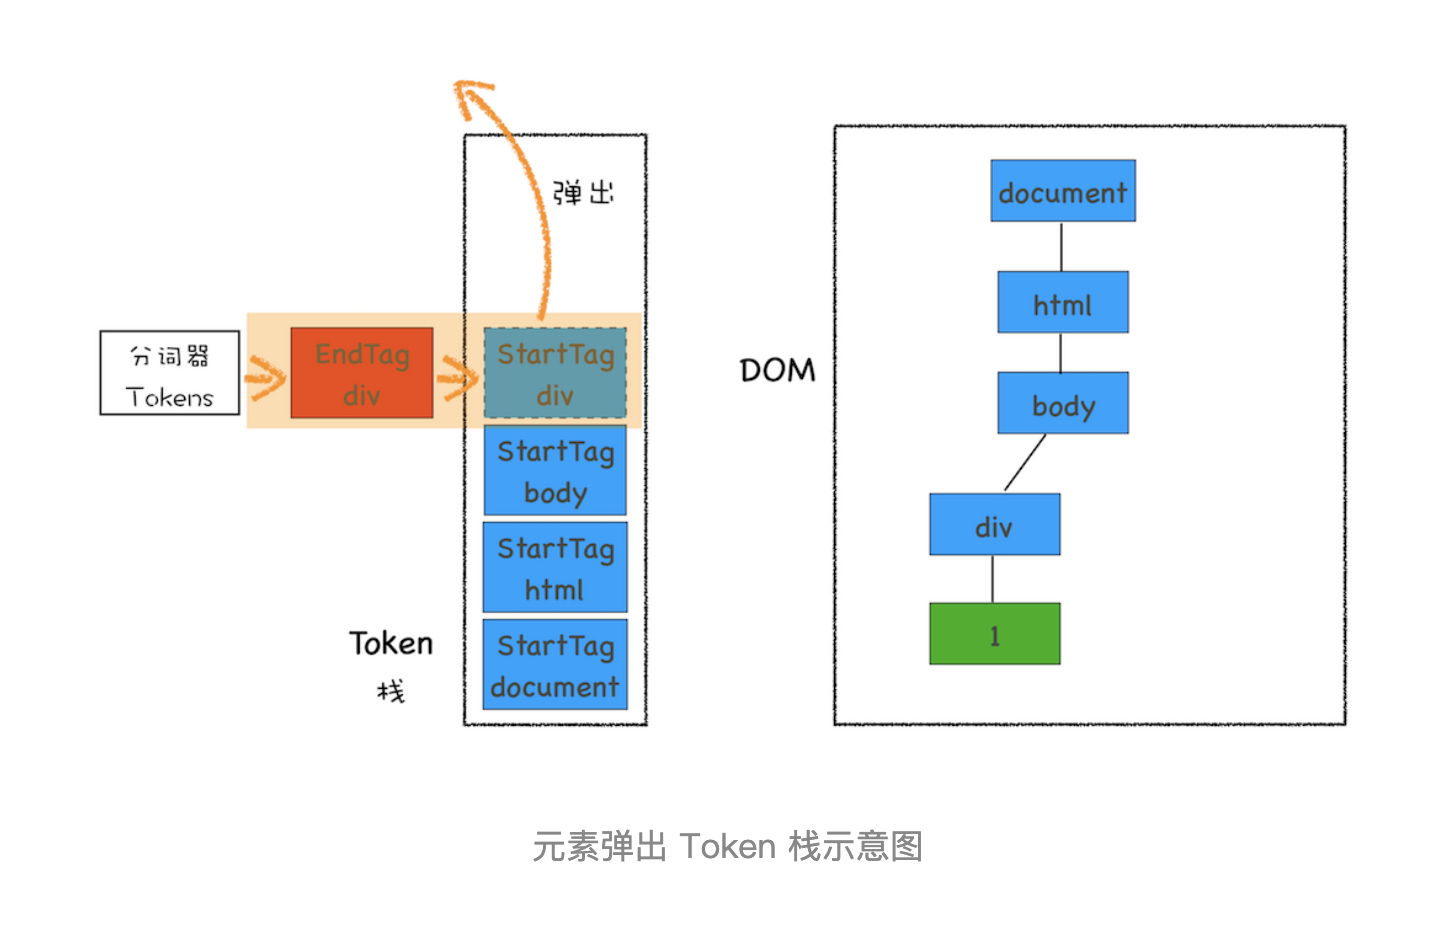 弹出
分词器
Tokens
EndTag
div
StartTag
div
StartTag
body
StartTag
html
StartTag
document
Token
栈
DOM
document
html
body
div
1
元素弹出 Token 栈示意图